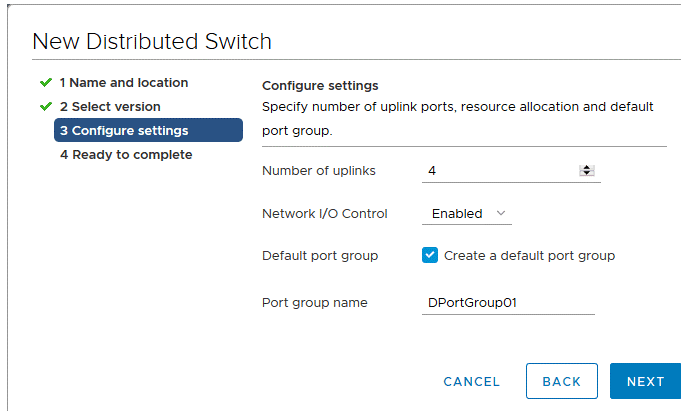 New Distributed Switch
1 Name and location
2 Select version
3 Configure settings
4 Ready to complete
Configure settings
Specify number of uplink ports, resource allocation and default
port group.
Number of uplinks 4
Network I/O Control Enabled
Default port group Create a default port group
Port group name DPortGroup01
CANCEL BACK NEXT